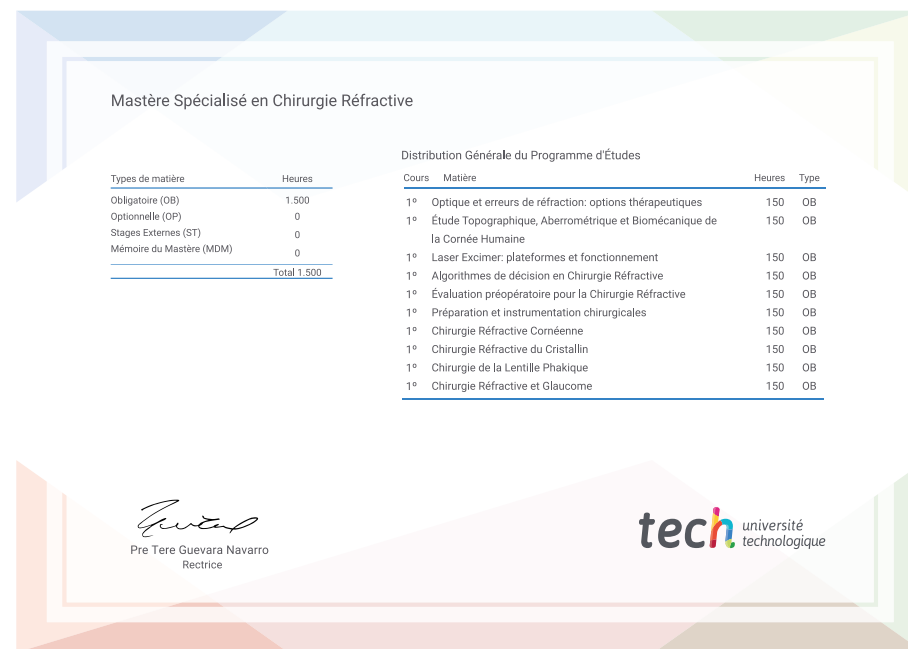 Mastère Spécialisé en Chirurgie Réfractive
Types de matière Heures
Obligatoire (OB) 1.500
Optionnelle (OP) 0
Stages Externes (ST) 0
Mémoire du Mastère (MDM) 0
Total 1.500
Distribution Générale du Programme d'Études
Cours Matière Heures Type
1º Optique et erreurs de réfraction: options thérapeutiques 150 OB
1º Étude Topographique, Aberrométrique et Biomécanique de 150 OB
la Cornée Humaine
1º Laser Excimer: plateformes et fonctionnement 150 OB
1º Algorithmes de décision en Chirurgie Réfractive 150 OB
1º Évaluation préopératoire pour la Chirurgie Réfractive 150 OB
1º Préparation et instrumentation chirurgicales 150 OB
1º Chirurgie Réfractive Cornéenne 150 OB
1º Chirurgie Réfractive du Cristallin 150 OB
1º Chirurgie de la Lentille Phakique 150 OB
1º Chirurgie Réfractive et Glaucome 150 OB
Pre Tere Guevara Navarro
Rectrice
tech université
technologique